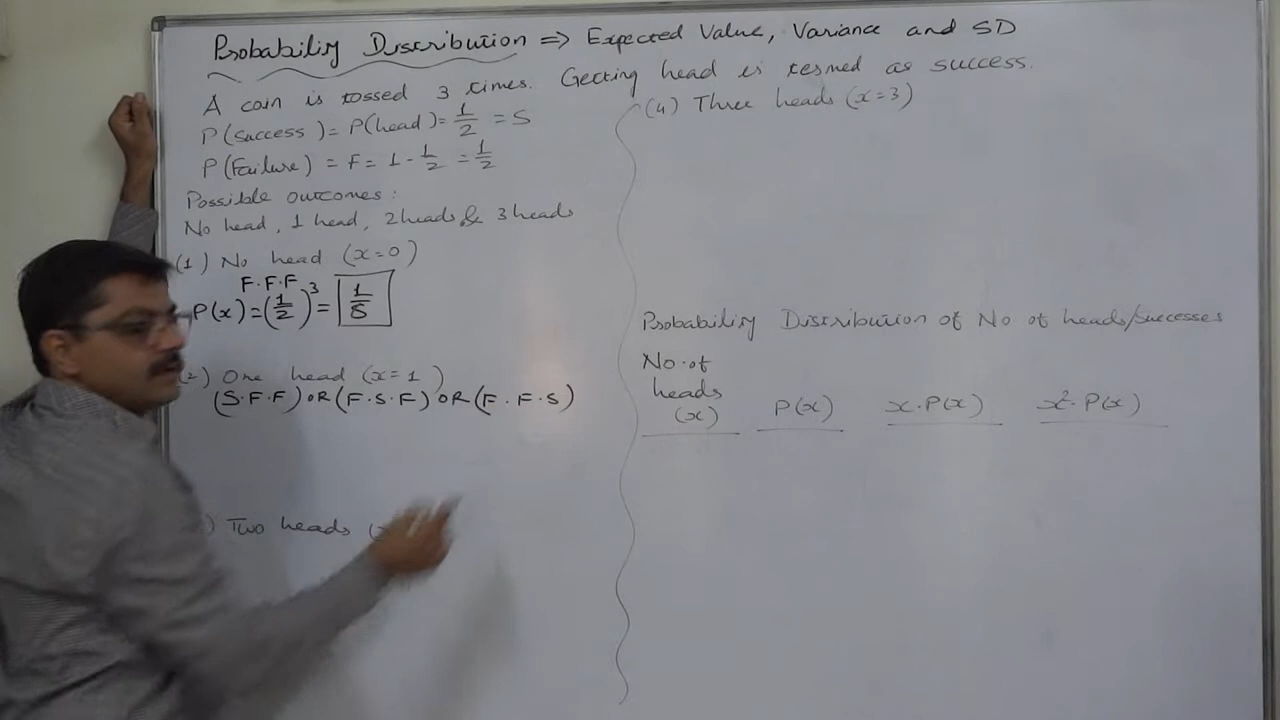 Probability Distribution ⇒ Expected Value, Variance and SD
A coin is tossed 3 times. Getting head is termed as success.
P(success) = P(head) = 1/2 = S
P(Failure) = F = 1 - 1/2 = 1/2
Possible outcomes:
No head, 1 head, 2 heads & 3 heads
(1) No head (x=0)
F.F.F
P(x) = (1/2)^3 = 1/8
2) One head (x=1)
(S.F.F) OR (F.S.F) OR (F.F.S)
) Two heads (
(4) Three heads (x=3)
Probability Distribution of No of heads/successes
No. of
heads
(x) P(x) x.P(x) x². P(x)